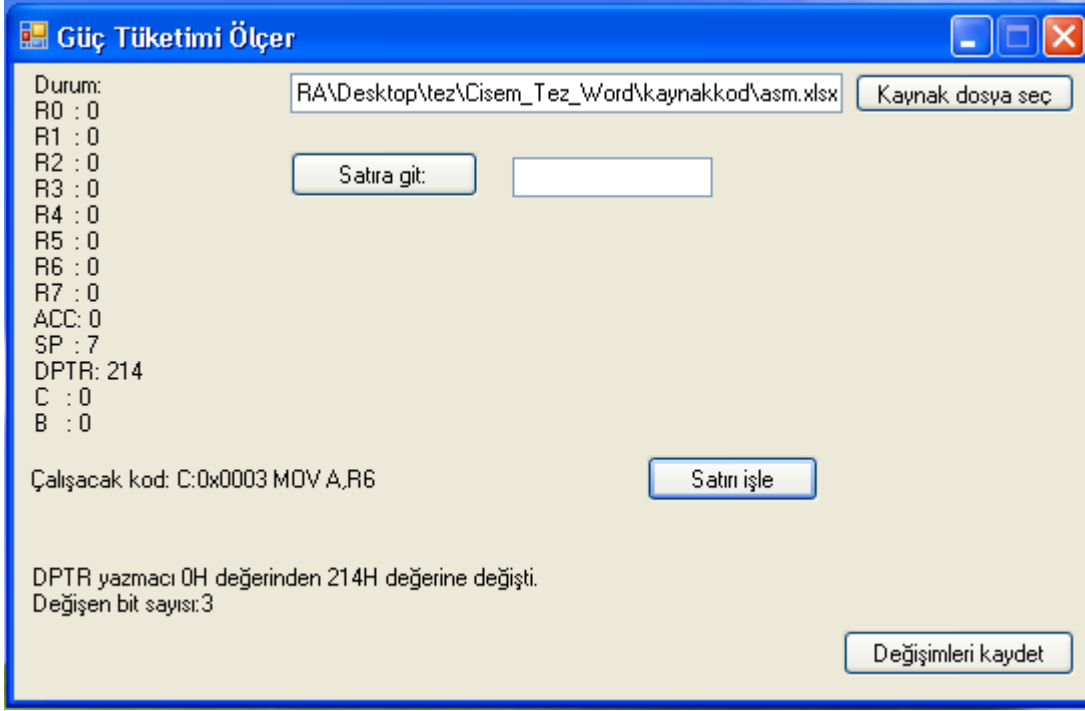 Güç Tüketimi Ölçer
Durum:
R0 : 0
R1 : 0
R2 : 0
R3 : 0
R4 : 0
R5 : 0
R6 : 0
R7 : 0
ACC: 0
SP : 7
DPTR: 214
C : 0
B : 0
RA\Desktop\tez\Cisem_Tez_Word\kaynakkod\asm.xlsx
Kaynak dosya seç
Satıra git:
Çalışacak kod: C:0x0003 MOV A,R6
Satırı işle
DPTR yazmacı 0H değerinden 214H değerine değişti.
Değişen bit sayısı:3
Değişimleri kaydet